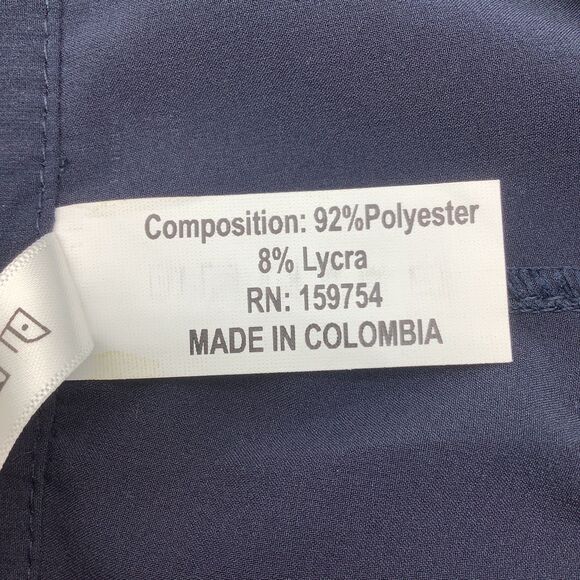 Composition: 92%Polyester
8% Lycra
RN: 159754
MADE IN COLOMBIA